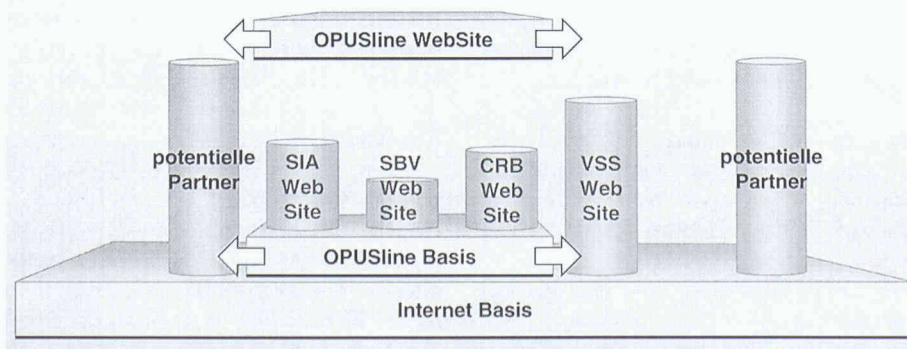 OPUSline WebSite
potentielle
Partner
SIA
Web
Site
SBV
Web
Site
CRB
Web
Site
VSS
Web
Site
potentielle
Partner
OPUSline Basis
Internet Basis